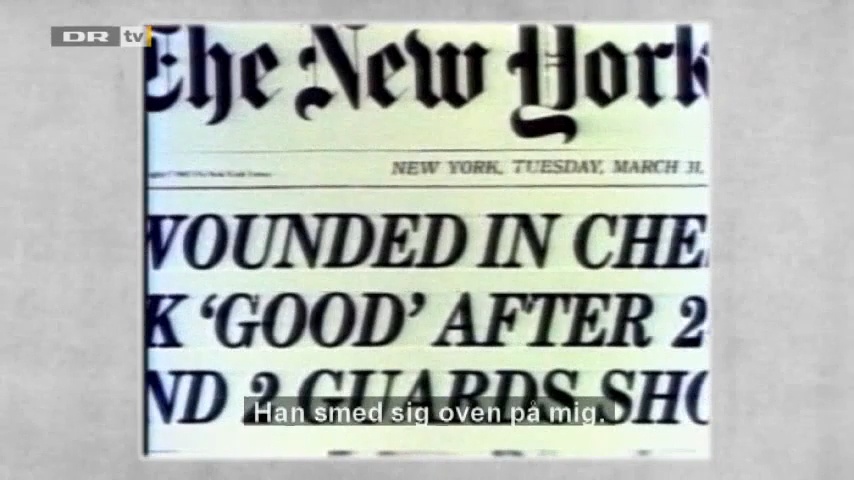 DR tv
The New York
NEW YORK, TUESDAY, MARCH 31,
WOUNDED IN CHE
K ‘GOOD’ AFTER 2
ND 2 GUARDS SHO
Han smed sig oven på mig.